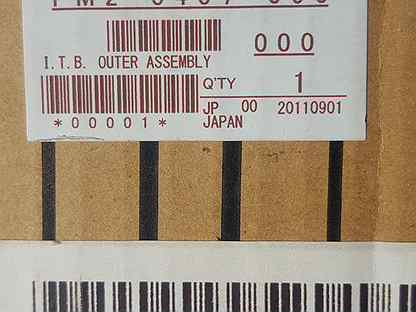 000
I.T.B. OUTER ASSEMBLY
Q'TY 1
*00001*
JP 00 20110901
JAPAN